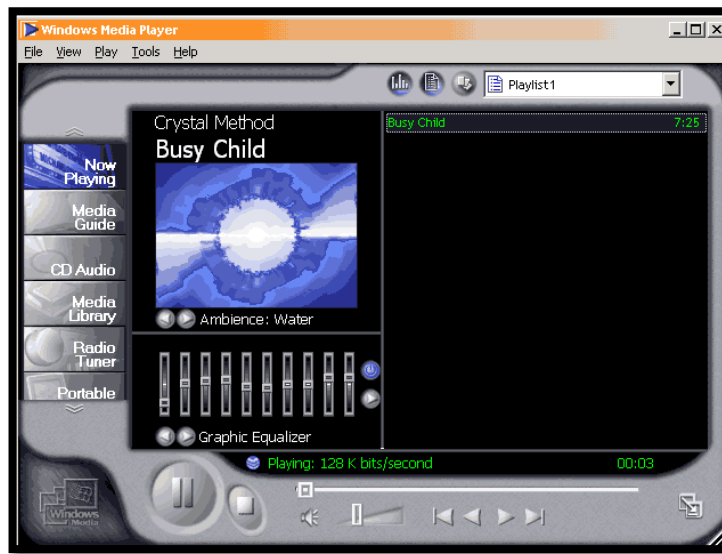 Windows Media Player
File View Play Tools Help
Playlist1
Crystal Method
Busy Child
Busy Child 7:25
Now
Playing
Media
Guide
CD Audio
Media
Library
Radio
Tuner
Portable
Ambience: Water
Graphic Equalizer
Playing: 128 K bits/second 00:03
Windows
Media